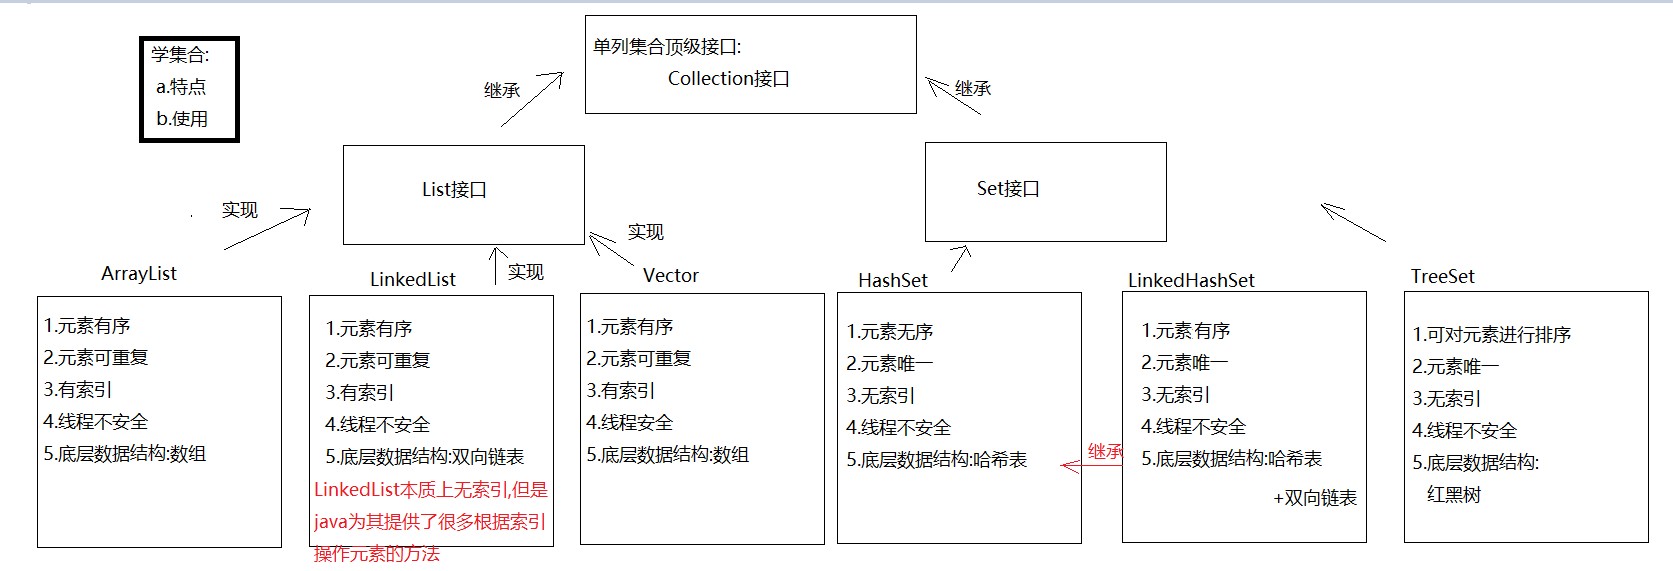 学集合:
a.特点
b.使用
单列集合顶级接口:
Collection接口
继承
继承
List接口
Set接口
实现
实现
实现
ArrayList
1.元素有序
2.元素可重复
3.有索引
4.线程不安全
5.底层数据结构:数组
LinkedList
1.元素有序
2.元素可重复
3.有索引
4.线程不安全
5.底层数据结构:双向链表
LinkedList本质上无索引,但是
java为其提供了很多根据索引
操作元素的方法
Vector
1.元素有序
2.元素可重复
3.有索引
4.线程安全
5.底层数据结构:数组
HashSet
1.元素无序
2.元素唯一
3.无索引
4.线程不安全
5.底层数据结构:哈希表
继承
LinkedHashSet
1.元素有序
2.元素唯一
3.无索引
4.线程不安全
5.底层数据结构:哈希表
+双向链表
TreeSet
1.可对元素进行排序
2.元素唯一
3.无索引
4.线程不安全
5.底层数据结构:
红黑树